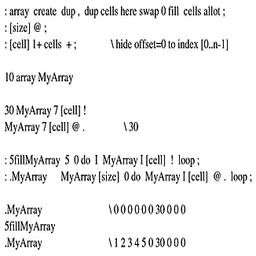 : array  create  dup ,  dup cells here swap 0 fill  cells allot ;
: [size] @ ;
: [cell]  1+ cells  + ;  \ hide offset=0 to index [0..n-1]
10 array MyArray
30 MyArray 7 [cell] !
MyArray 7 [cell] @ .  \ 30
: 5fillMyArray  5  0 do  I  MyArray I [cell]  !  loop ;
: .MyArray  MyArray [size]  0 do  MyArray I [cell]  @ .  loop ;
.MyArray  \ 0 0 0 0 0 0 30 0 0 0
5fillMyArray
.MyArray  \ 1 2 3 4 5 0 30 0 0 0